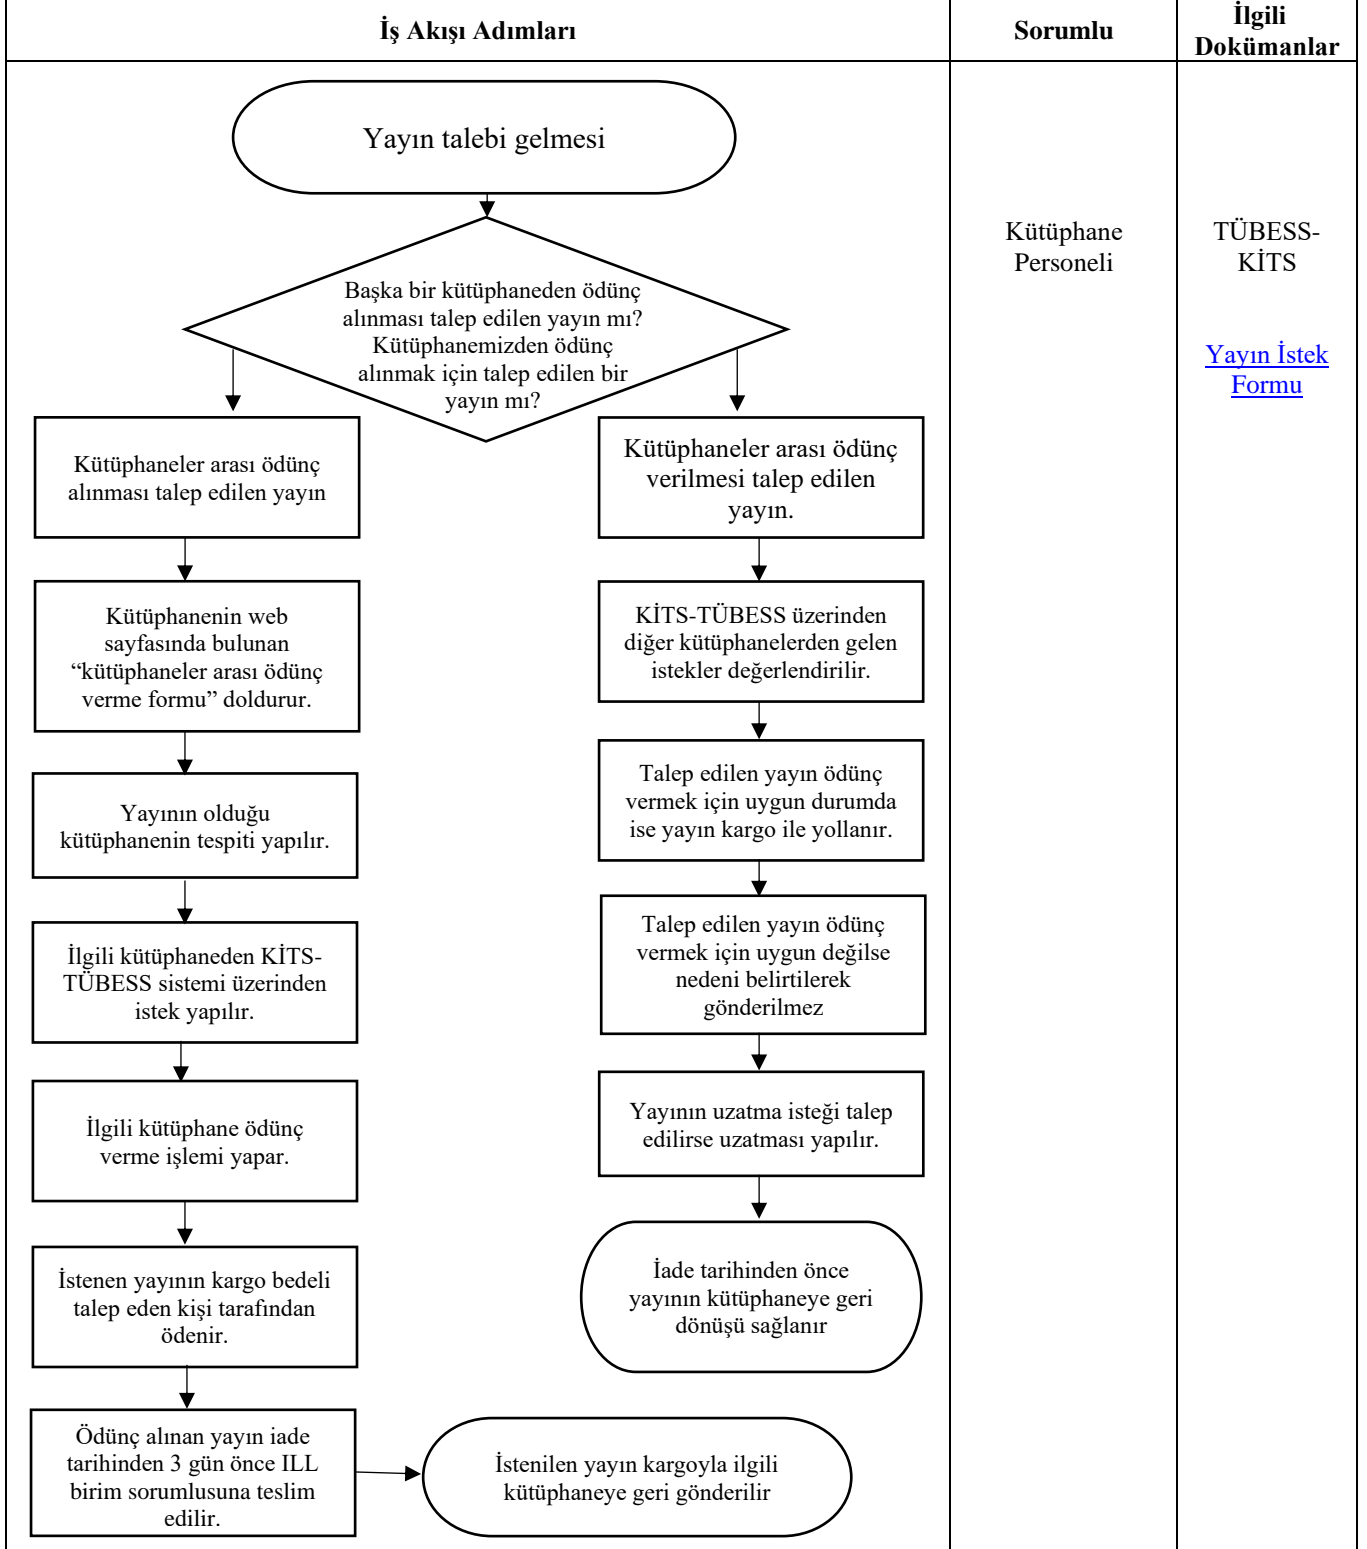 İş Akışı Adımları
Sorumlu
İlgili
Dokümanlar
Yayın talebi gelmesi
Başka bir kütüphaneden ödünç
alınması talep edilen yayın mı?
Kütüphanemizden ödünç
alınmak için talep edilen bir
yayın mı?
Kütüphane
Personeli
TÜBESS-
KİTS
Yayın İstek
Formu
Kütüphaneler arası ödünç
alınması talep edilen yayın
Kütüphanenin web
sayfasında bulunan
“kütüphaneler arası ödünç
verme formu” doldurur.
Yayının olduğu
kütüphanenin tespiti yapılır.
İlgili kütüphaneden KİTS-
TÜBESS sistemi üzerinden
istek yapılır.
İlgili kütüphane ödünç
verme işlemi yapar.
İstenen yayının kargo bedeli
talep eden kişi tarafından
ödenir.
Ödünç alınan yayın iade
tarihinden 3 gün önce ILL
birim sorumlusuna teslim
edilir.
İstenilen yayın kargoyla ilgili
kütüphaneye geri gönderilir
Kütüphaneler arası ödünç
verilmesi talep edilen
yayın.
KİTS-TÜBESS üzerinden
diğer kütüphanelerden gelen
istekler değerlendirilir.
Talep edilen yayın ödünç
vermek için uygun durumda
ise yayın kargo ile yollanır.
Talep edilen yayın ödünç
vermek için uygun değilse
nedeni belirtilerek
gönderilmez
Yayının uzatma isteği talep
edilirse uzatması yapılır.
İade tarihinden önce
yayının kütüphaneye geri
dönüşü sağlanır